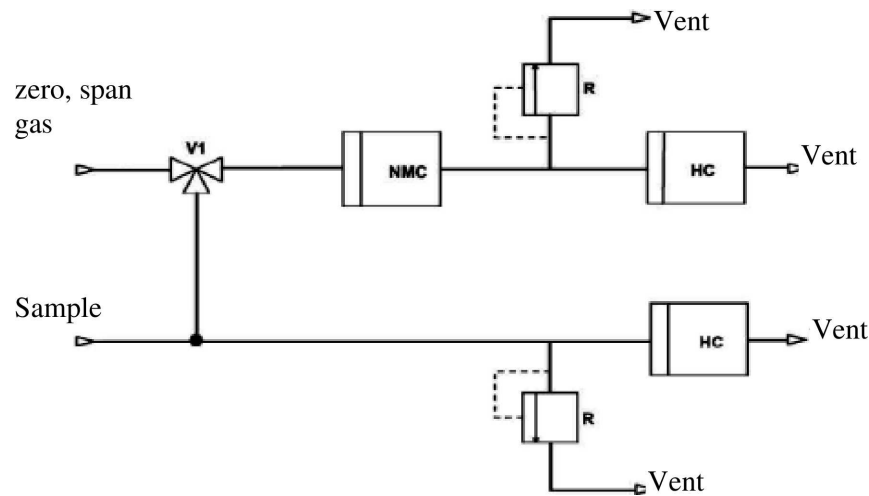 Vent
zero, span
gas
R
V1
NMC
HC
Vent
Sample
HC
Vent
R
Vent